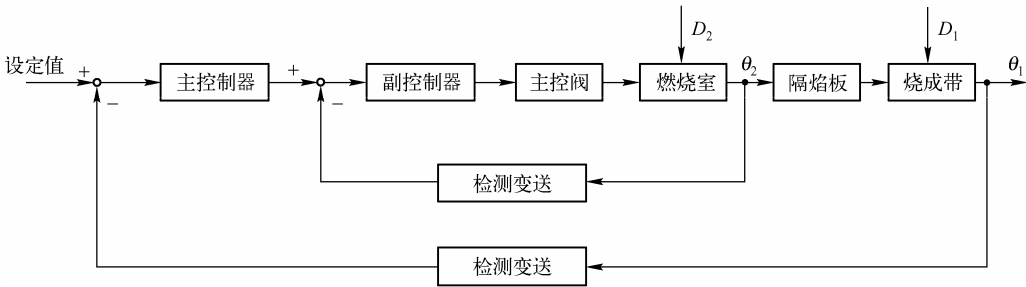 设定值
+
−
主控制器
+
−
副控制器
主控阀
D₂
燃烧室
θ₂
隔焰板
D₁
烧成带
θ₁
检测变送
检测变送